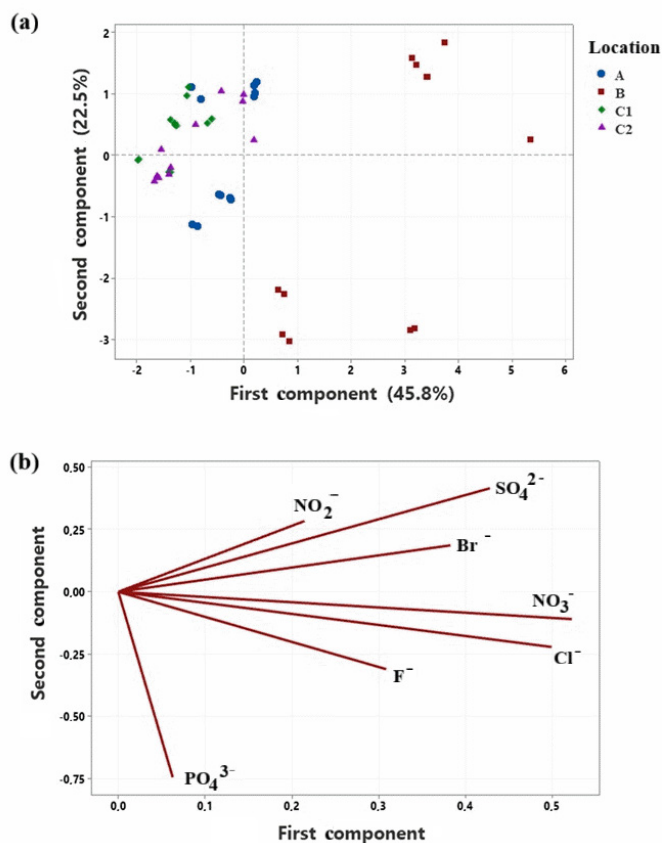 (a)
Second component (22.5%)
2
1
0
-1
-2
-3
-2 -1 0 1 2 3 4 5 6
First component (45.8%)
Location
A
B
C1
C2
(b)
Second component
0,50
0,25
0,00
-0,25
-0,50
-0,75
NO₂⁻
SO₄²⁻
Br⁻
NO₃⁻
Cl⁻
F⁻
PO₄³⁻
0,0 0,1 0,2 0,3 0,4 0,5
First component